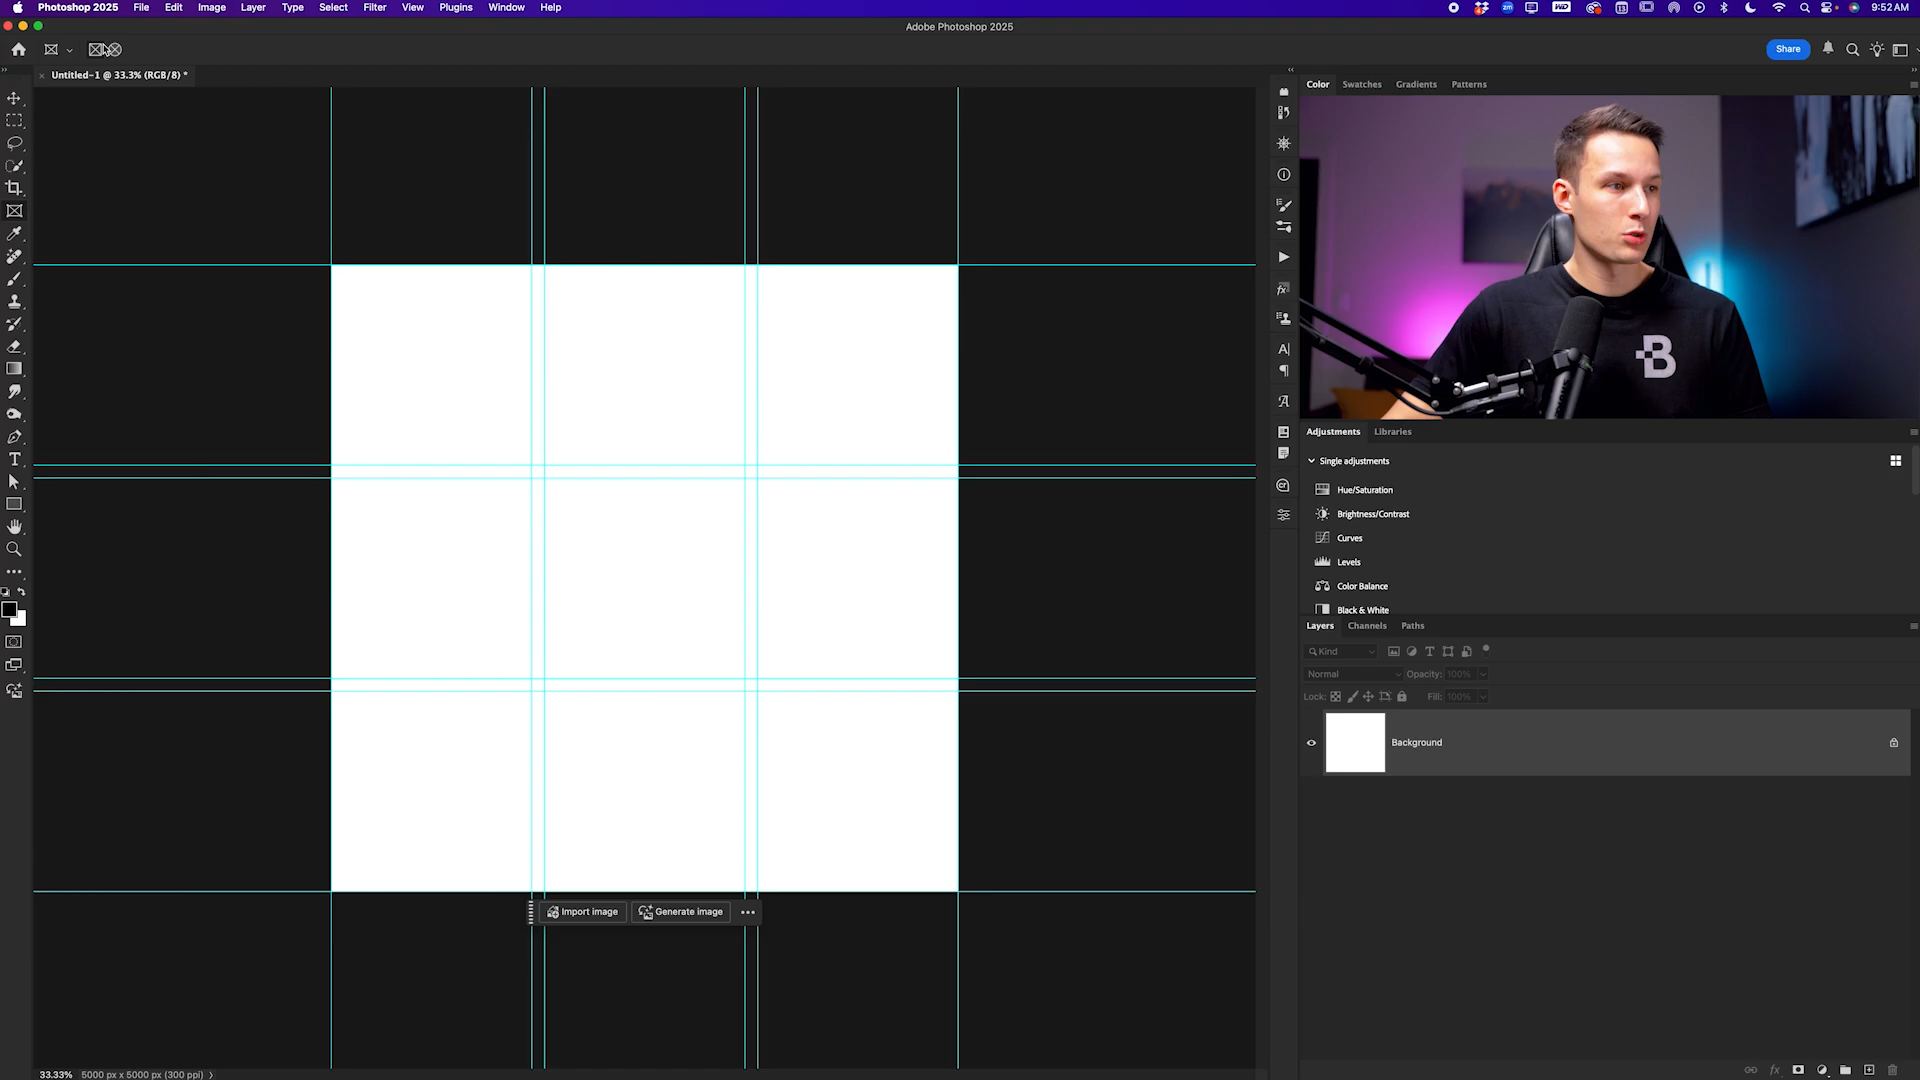 Photoshop 2025 File Edit Image Layer Type Select Filter View Plugins Window Help 9:52 AM
Adobe Photoshop 2025
Share
Untitled-1 @ 33.3% (RGB/8) *
Color Swatches Gradients Patterns
B
Adjustments Libraries
Single adjustments
Hue/Saturation
Brightness/Contrast
Curves
Levels
Color Balance
Black & White
Layers Channels Paths
Kind
Normal Opacity: 100%
Lock: Fill: 100%
Background
Import image Generate image
33.33% 5000 px x 5000 px (300 ppi)